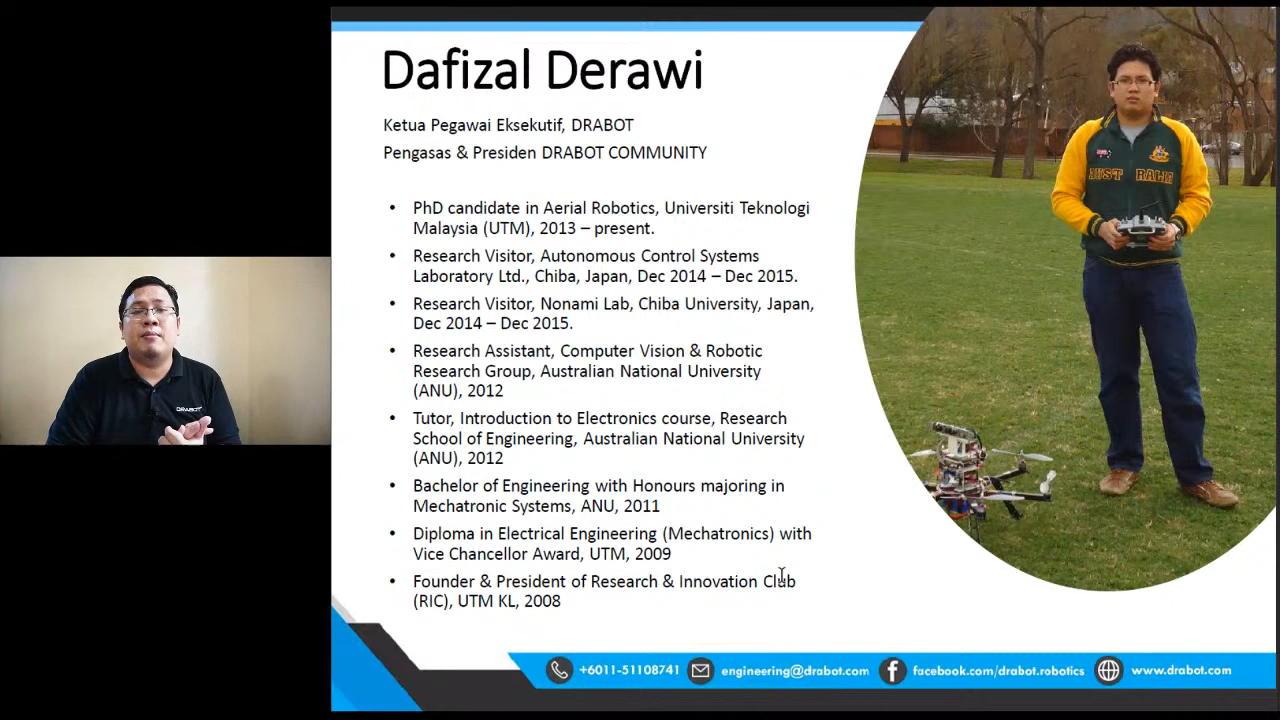 Dafizal Derawi
Ketua Pegawai Eksekutif, DRABOT
Pengasas & Presiden DRABOT COMMUNITY
• PhD candidate in Aerial Robotics, Universiti Teknologi
Malaysia (UTM), 2013 – present.
• Research Visitor, Autonomous Control Systems
Laboratory Ltd., Chiba, Japan, Dec 2014 – Dec 2015.
• Research Visitor, Nonami Lab, Chiba University, Japan,
Dec 2014 – Dec 2015.
• Research Assistant, Computer Vision & Robotic
Research Group, Australian National University
(ANU), 2012
• Tutor, Introduction to Electronics course, Research
School of Engineering, Australian National University
(ANU), 2012
• Bachelor of Engineering with Honours majoring in
Mechatronic Systems, ANU, 2011
• Diploma in Electrical Engineering (Mechatronics) with
Vice Chancellor Award, UTM, 2009
• Founder & President of Research & Innovation Club
(RIC), UTM KL, 2008
AUSTRALIA
DRABOT
+6011-51108741 engineering@drabot.com facebook.com/drabot.robotics www.drabot.com